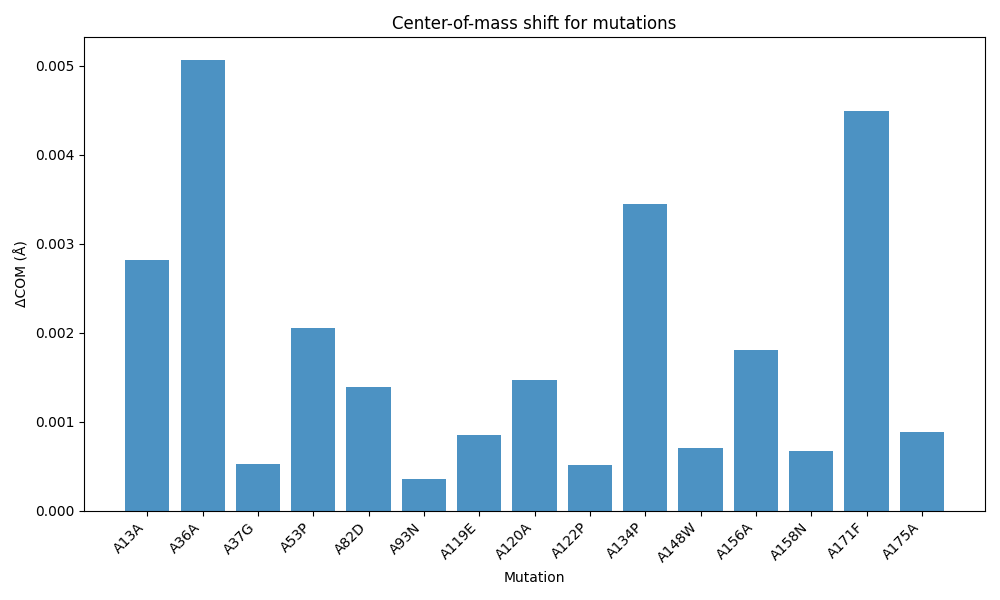 Center-of-mass shift for mutations
ΔCOM (Å)
0.005
0.004
0.003
0.002
0.001
0.000
A13A
A36A
A37G
A53P
A82D
A93N
A119E
A120A
A122P
A134P
A148W
A156A
A158N
A171F
A175A
Mutation